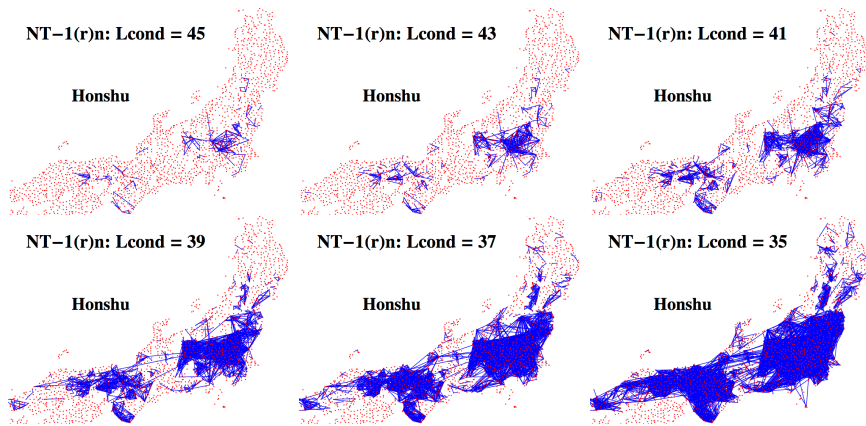 NT−1(r)n: Lcond = 45
Honshu
NT−1(r)n: Lcond = 43
Honshu
NT−1(r)n: Lcond = 41
Honshu
NT−1(r)n: Lcond = 39
Honshu
NT−1(r)n: Lcond = 37
Honshu
NT−1(r)n: Lcond = 35
Honshu